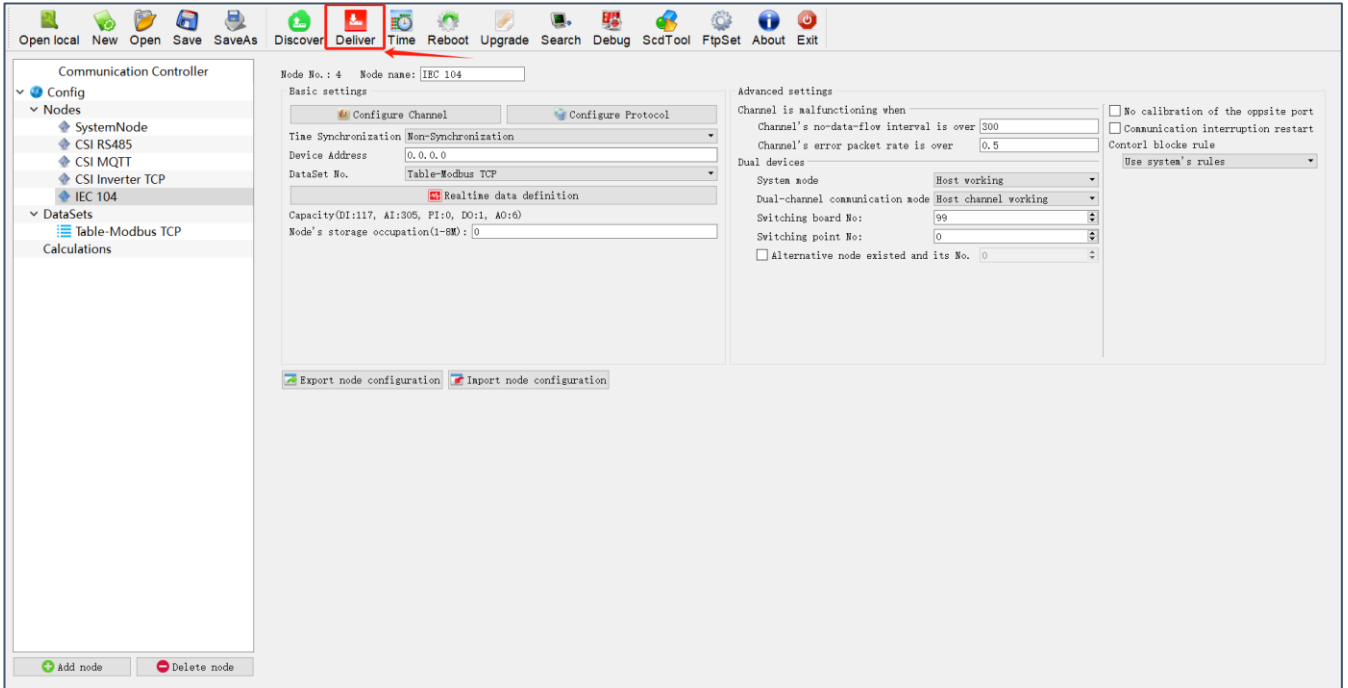 Open local New Open Save SaveAs Discover Deliver Time Reboot Upgrade Search Debug ScdTool FtpSet About Exit
Communication Controller
Config
Nodes
SystemNode
CSI RS485
CSI MQTT
CSI Inverter TCP
IEC 104
DataSets
Table-Modbus TCP
Calculations
Add node Delete node
Node No.: 4 Node name: IEC 104
Basic settings
Configure Channel Configure Protocol
Time Synchronization Non-Synchronization
Device Address 0.0.0.0
DataSet No. Table-Modbus TCP
Realtime data definition
Capacity(DI:117, AI:305, PI:0, DO:1, AO:6)
Node's storage occupation(1-8M): 0
Advanced settings
Channel is malfunctioning when
Channel's no-data-flow interval is over 300
Channel's error packet rate is over 0.5
Dual devices
System mode Host working
Dual-channel communication mode Host channel working
Switching board No: 99
Switching point No: 0
Alternative node existed and its No. 0
No calibration of the oppsite port
Communication interruption restart
Contorl blocke rule
Use system's rules
Export node configuration Import node configuration